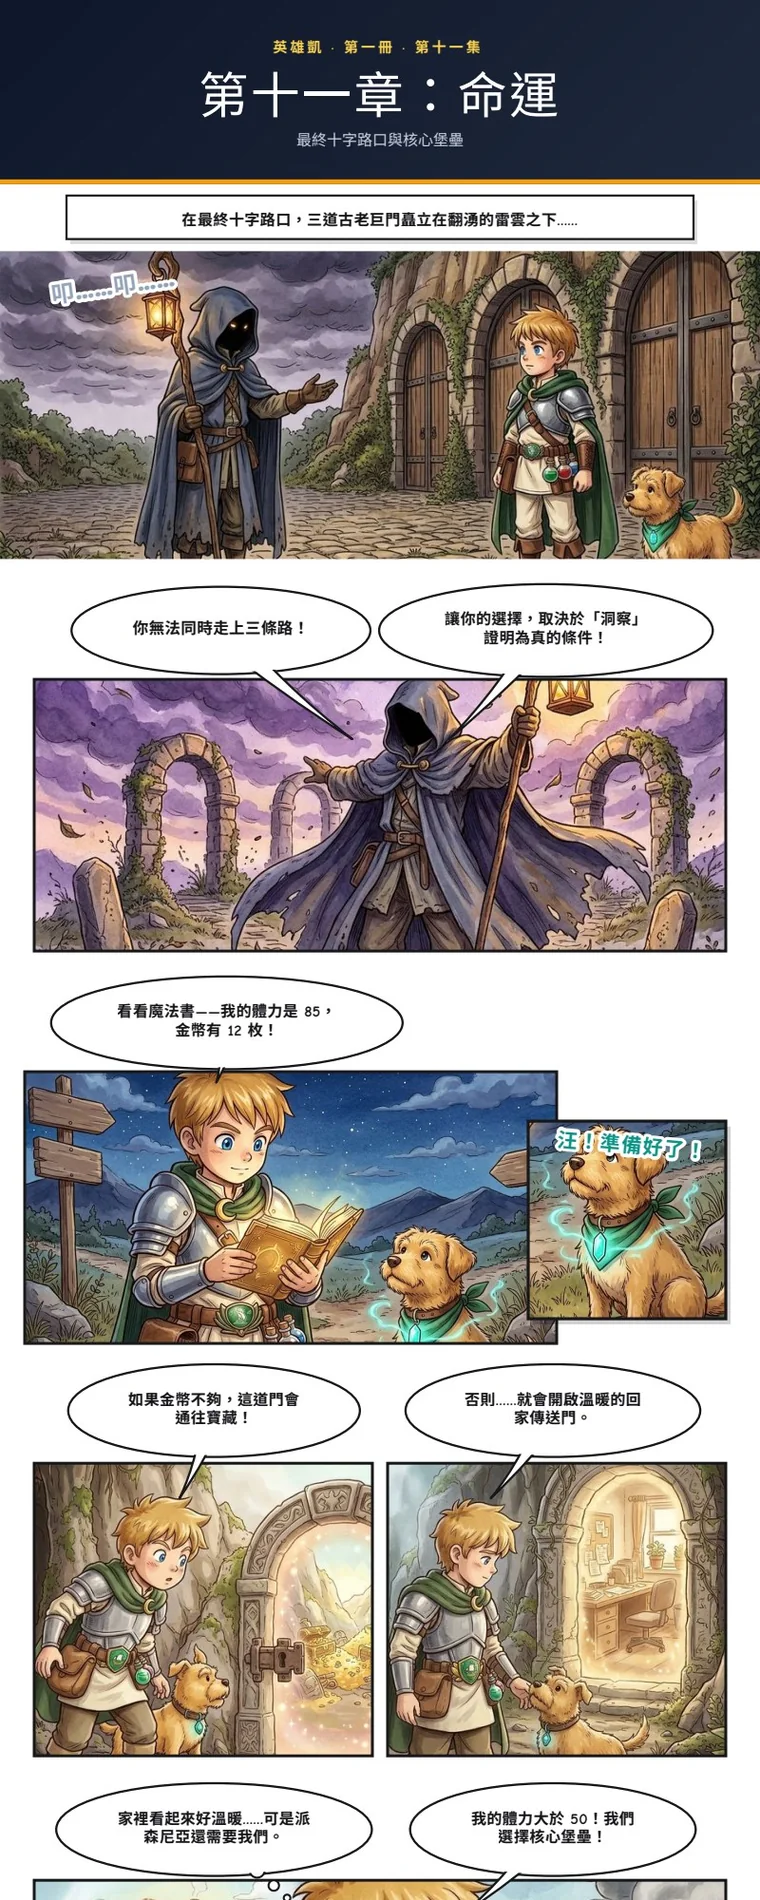 英雄凱 · 第一冊 · 第十一集
第十一章：命運
最終十字路口與核心堡壘
在最終十字路口，三道古老巨門矗立在翻湧的雷雲之下……
叩……叩……
你無法同時走上三條路！
讓你的選擇，取決於「洞察」
證明為真的條件！
看看魔法書——我的體力是 85，
金幣有 12 枚！
汪！準備好了！
如果金幣不夠，這道門會
通往寶藏！
否則……就會開啟溫暖的回
家傳送門。
家裡看起來好溫暖……可是派
森尼亞還需要我們。
我的體力大於 50！我們
選擇核心堡壘！